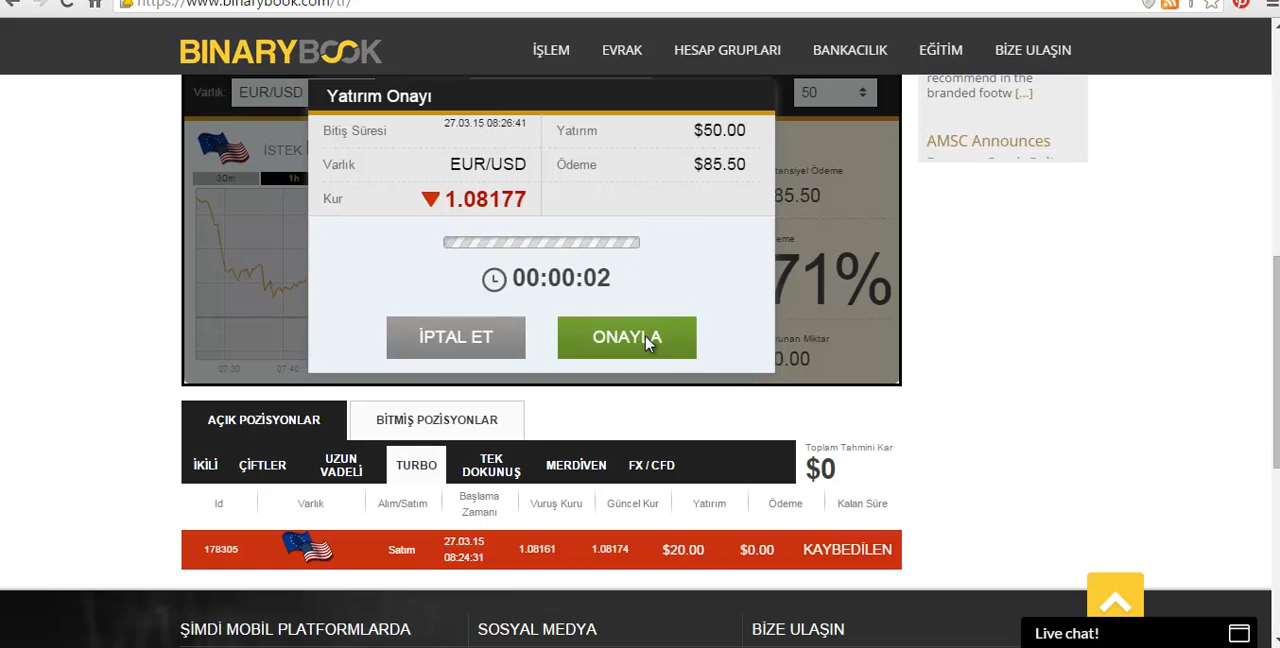 https://www.binarybook.com/tr/
BINARYBOOK
İŞLEM EVRAK HESAP GRUPLARI BANKACILIK EĞİTİM BİZE ULAŞIN
Varlık: EUR/USD 50
Yatırım Onayı
recommend in the
branded footw [...]
AMSC Announces
Bitiş Süresi 27.03.15 08:26:41 Yatırım $50.00
Varlık EUR/USD Ödeme $85.50
Kur 1.08177
İSTEK
30m 1h
tansiyel Ödeme
85.50
eme
71%
runan Miktar
0.00
00:00:02
İPTAL ET ONAYLA
07:30 07:40
AÇIK POZİSYONLAR BİTMİŞ POZİSYONLAR
İKİLİ ÇİFTLER UZUN VADELİ TURBO TEK DOKUNUŞ MERDİVEN FX / CFD
Toplam Tahmini Kar
$0
Id Varlık Alım/Satım Başlama Zamanı Vuruş Kuru Güncel Kur Yatırım Ödeme Kalan Süre
178305 Satım 27.03.15 08:24:31 1.08161 1.08174 $20.00 $0.00 KAYBEDİLEN
ŞİMDİ MOBİL PLATFORMLARDA SOSYAL MEDYA BİZE ULAŞIN
Live chat!